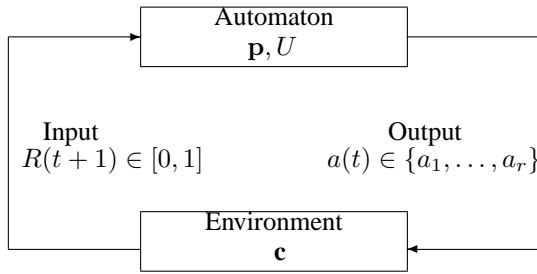 Automaton
p, U
Input
R(t + 1) ∈ [0, 1]
Output
a(t) ∈ {a₁, . . . , aᵣ}
Environment
c